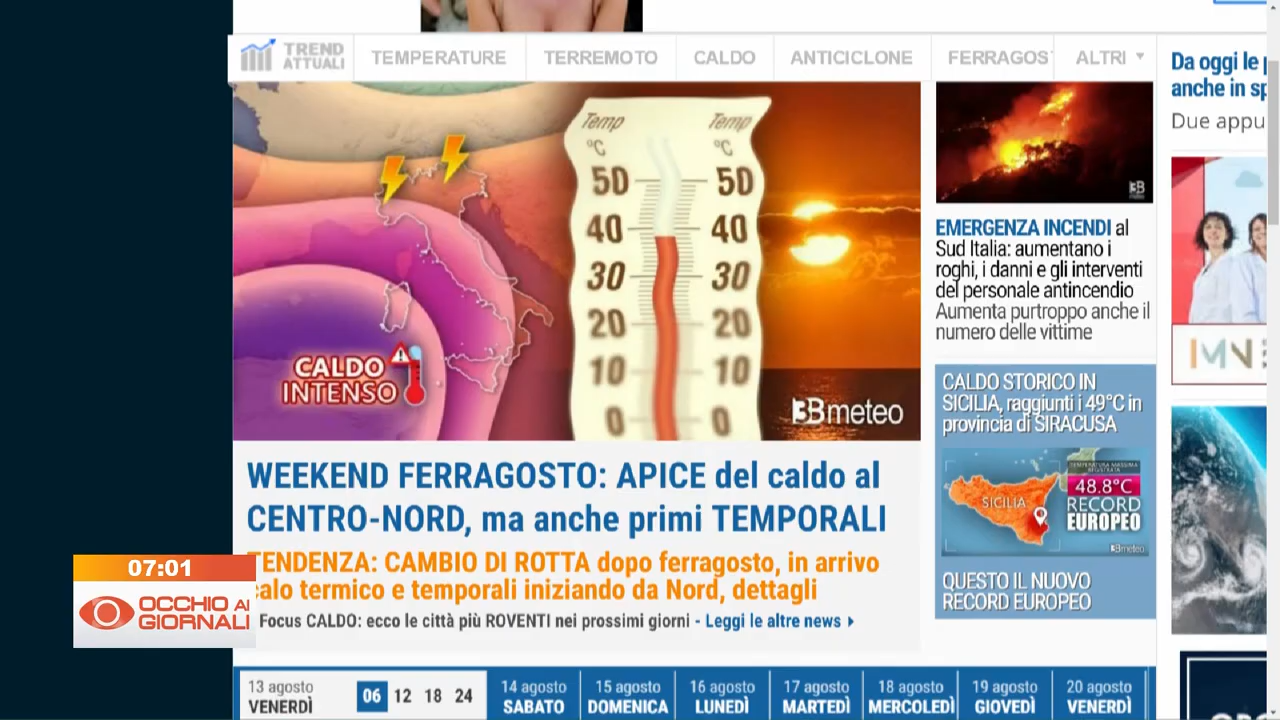 TREND ATTUALI
TEMPERATURE
TERREMOTO
CALDO
ANTICICLONE
FERRAGOS
ALTRI
Temp Temp
°C °C
50 50
40 40
30 30
20 20
10 10
0 0
CALDO
INTENSO
3Bmeteo
WEEKEND FERRAGOSTO: APICE del caldo al
CENTRO-NORD, ma anche primi TEMPORALI
TENDENZA: CAMBIO DI ROTTA dopo ferragosto, in arrivo
calo termico e temporali iniziando da Nord, dettagli
Focus CALDO: ecco le città più ROVENTI nei prossimi giorni - Leggi le altre news
3B
EMERGENZA INCENDI al
Sud Italia: aumentano i
roghi, i danni e gli interventi
del personale antincendio
Aumenta purtroppo anche il
numero delle vittime
CALDO STORICO IN
SICILIA, raggiunti i 49°C in
provincia di SIRACUSA
TEMPERATURA MASSIMA
REGISTRATA
48.8°C
SICILIA
RECORD
EUROPEO
3Bmeteo
QUESTO IL NUOVO
RECORD EUROPEO
Da oggi le
anche in sp
Due appu
IMN
07:01
OCCHIO AI
GIORNALI
13 agosto
VENERDÌ
06 12 18 24
14 agosto
SABATO
15 agosto
DOMENICA
16 agosto
LUNEDÌ
17 agosto
MARTEDÌ
18 agosto
MERCOLEDÌ
19 agosto
GIOVEDÌ
20 agosto
VENERDÌ